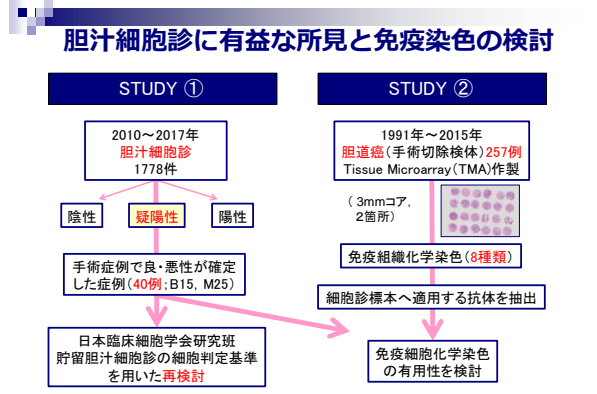 胆汁細胞診に有益な所見と免疫染色の検討
STUDY ①
2010～2017年
胆汁細胞診
1778件
陰性
疑陽性
陽性
手術症例で良・悪性が確定
した症例(40例;B15, M25)
日本臨床細胞学会研究班
貯留胆汁細胞診の細胞判定基準
を用いた再検討
STUDY ②
1991年～2015年
胆道癌(手術切除検体)257例
Tissue Microarray(TMA)作製
(3mmコア,
2箇所)
免疫組織化学染色(8種類)
細胞診標本へ適用する抗体を抽出
免疫細胞化学染色
の有用性を検討